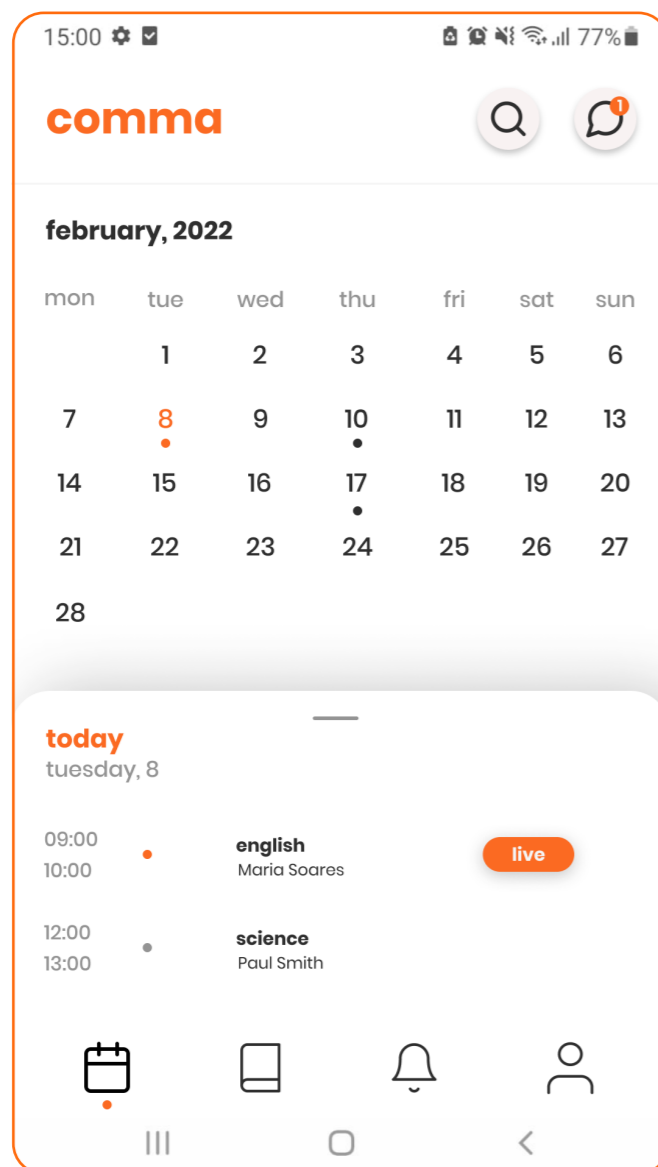 15:00 77%
comma
1
february, 2022
mon tue wed thu fri sat sun
1 2 3 4 5 6
7 8 9 10 11 12 13
14 15 16 17 18 19 20
21 22 23 24 25 26 27
28
today
tuesday, 8
09:00
10:00
english
Maria Soares
live
12:00
13:00
science
Paul Smith